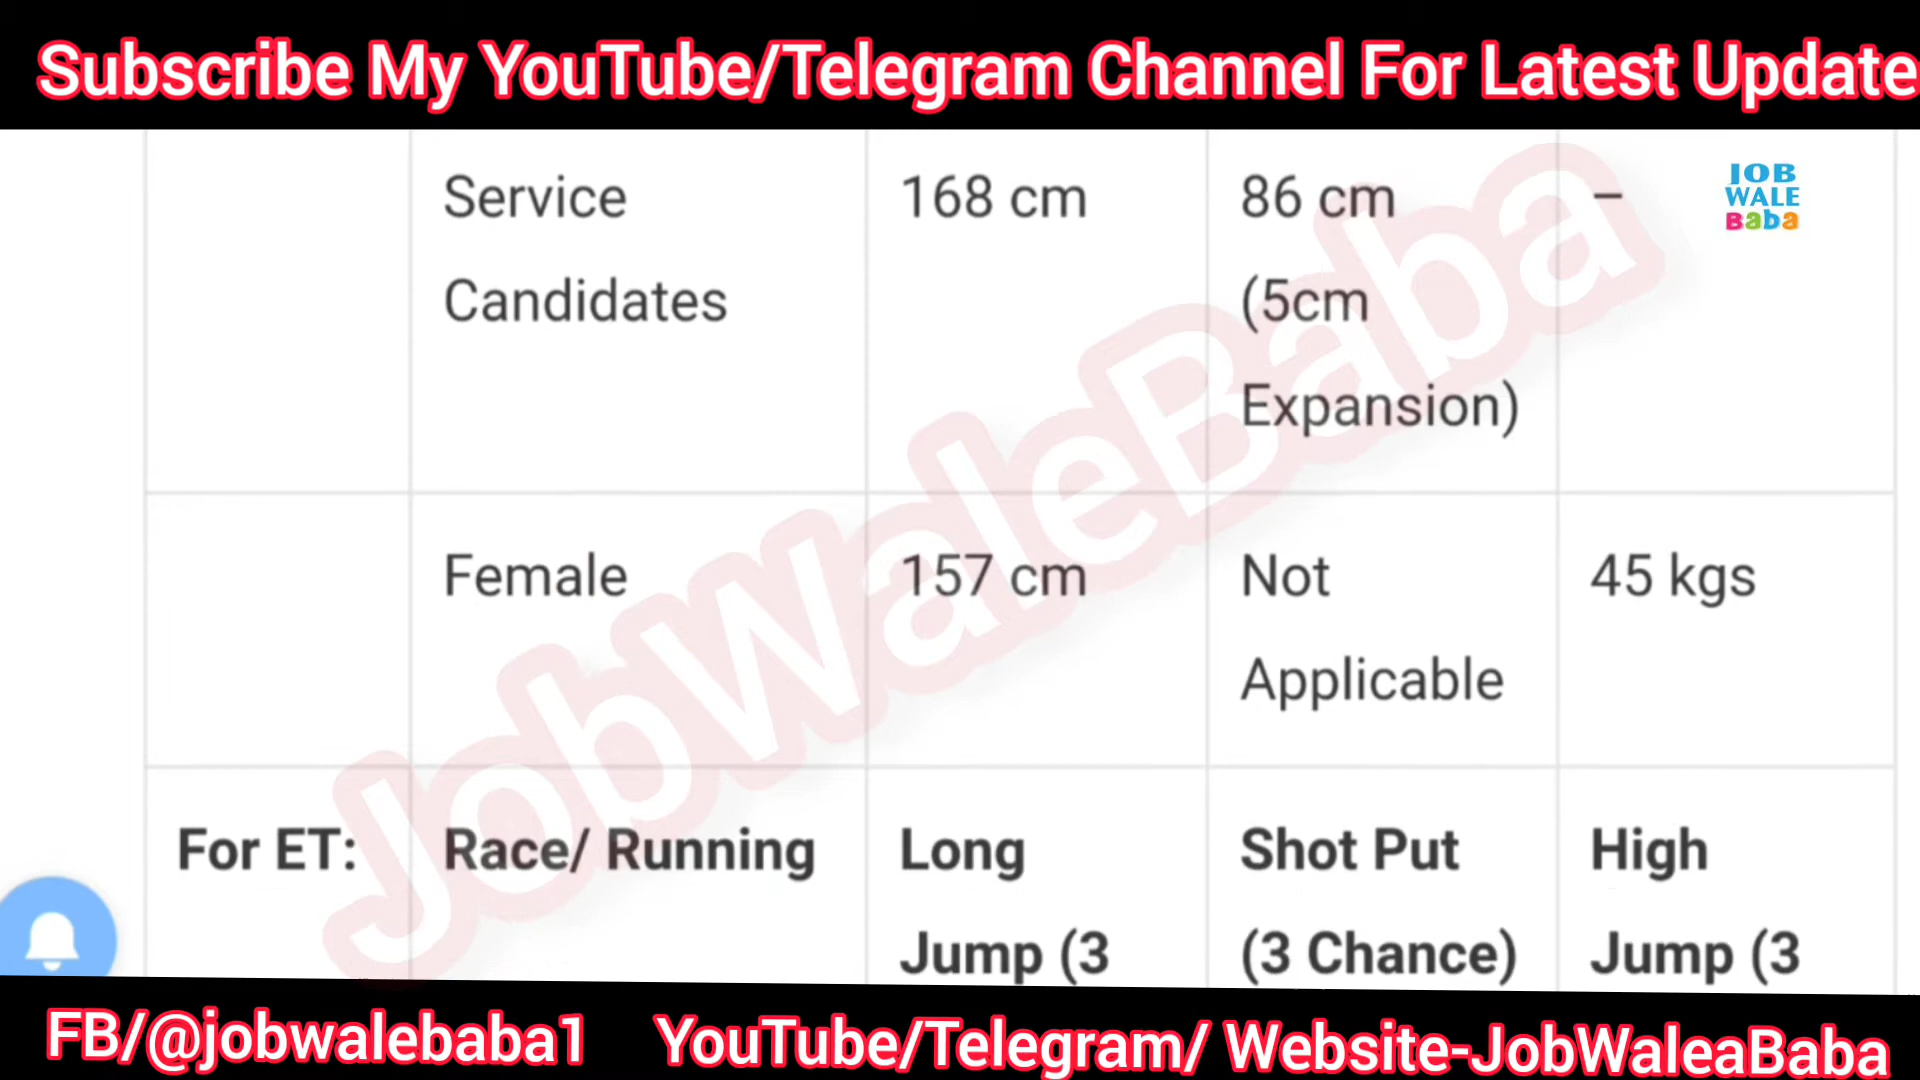 Subscribe My YouTube/Telegram Channel For Latest Update
JOB
WALE
Baba
Service 168 cm 86 cm –
Candidates (5cm
Expansion)
Female 157 cm Not 45 kgs
Applicable
For ET: Race/ Running Long Shot Put High
Jump (3 (3 Chance) Jump (3
JobWaleBaba
FB/@jobwalebaba1 YouTube/Telegram/ Website-JobWaleaBaba